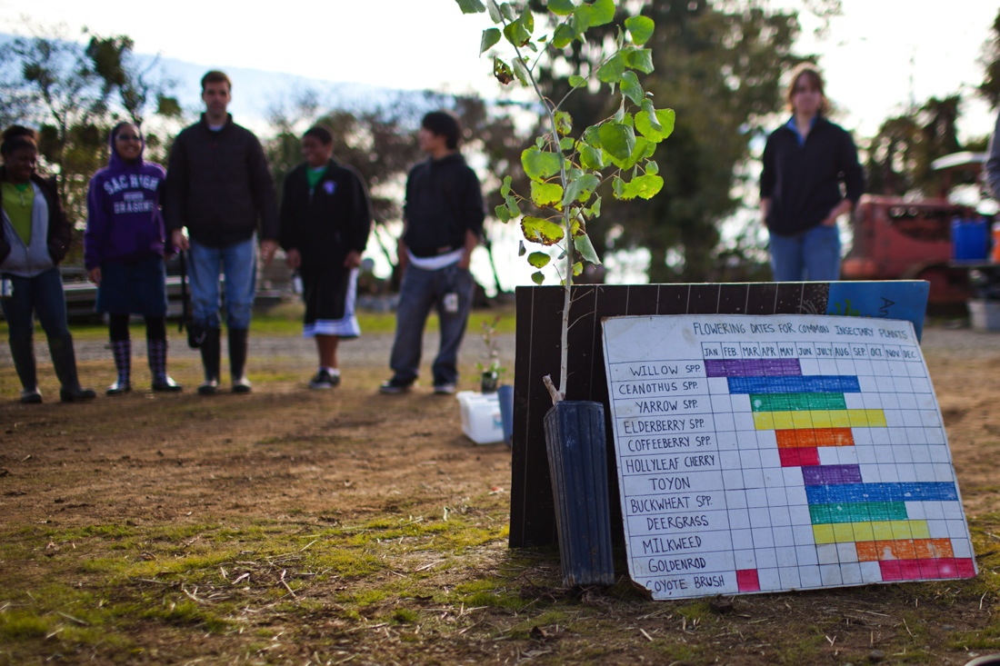 SAC HIGH
DRAGONS
FLOWERING DATES FOR COMMON INSECTARY PLANTS
JAN FEB MAR APR MAY JUN JULY AUG SEP OCT NOV DEC
WILLOW SPP.
CEANOTHUS SPP.
YARROW SPP.
ELDERBERRY SPP.
COFFEEBERRY SPP.
HOLLYLEAF CHERRY
TOYON
BUCKWHEAT SPP.
DEERGRASS
MILKWEED
GOLDENROD
COYOTE BRUSH